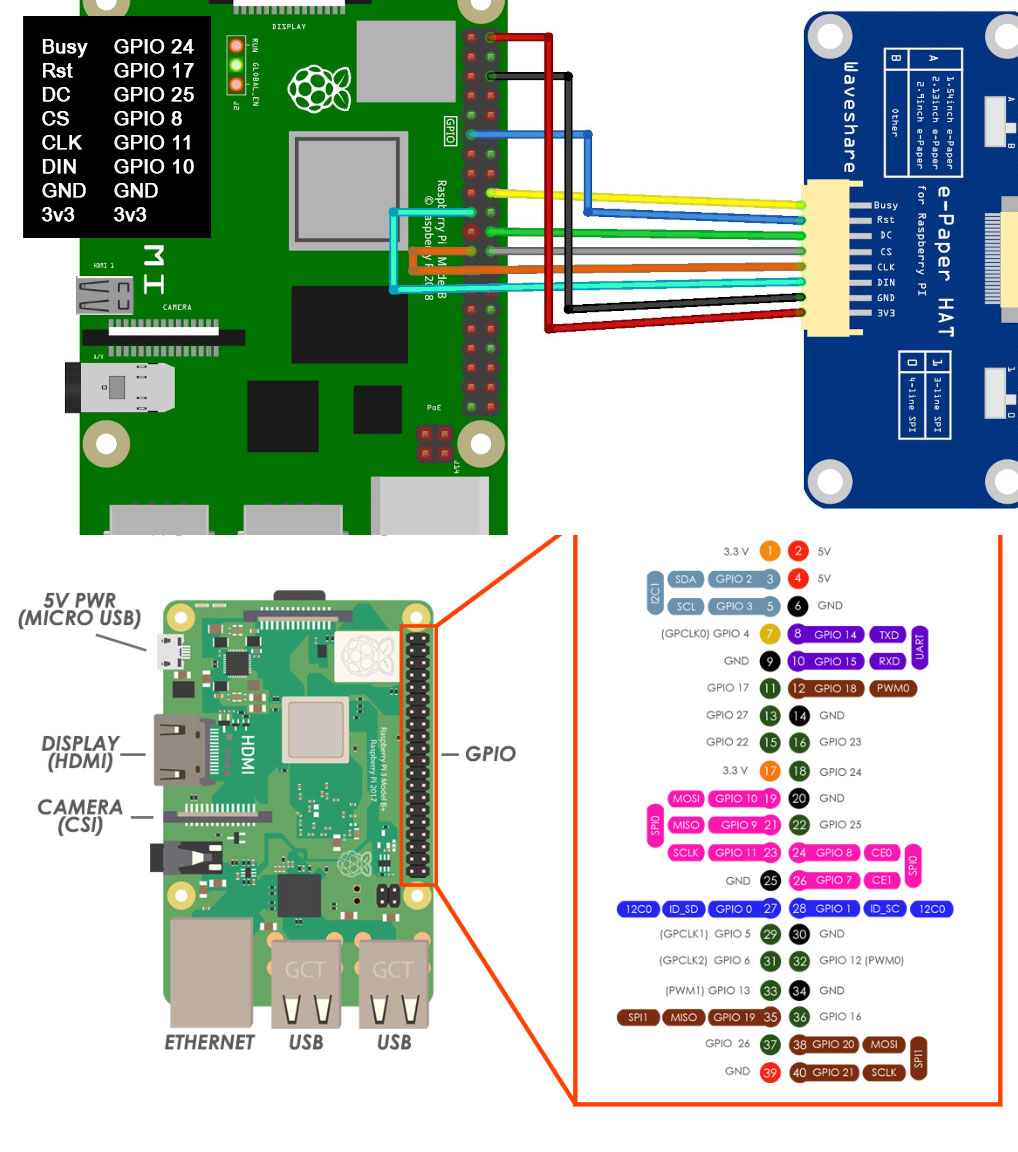 Busy GPIO 24
Rst GPIO 17
DC GPIO 25
CS GPIO 8
CLK GPIO 11
DIN GPIO 10
GND GND
3v3 3v3
DISPLAY
RUN
GLOBAL_EN
J2
GPIO
HDMI 1
MI
CAMERA
A/V
PoE
J14
Waveshare
B A
1.54inch e-Paper
2.13inch e-Paper
2.9inch e-Paper
Other
e-Paper HAT
for Raspberry PI
A
B
Busy
Rst
DC
CS
CLK
DIN
GND
3V3
0 1
4-line SPI
3-line SPI
1
0
5V PWR
(MICRO USB)
DISPLAY
(HDMI)
CAMERA
(CSI)
HDMI
Raspberry Pi 3 Model B+
Raspberry Pi 2017
GPIO
GCT
GCT
ETHERNET
USB
USB
3.3 V 1 2 5V
I2C1
SDA GPIO 2 3 4 5V
SCL GPIO 3 5 6 GND
(GPCLK0) GPIO 4 7 8 GPIO 14 TXD
UART
GND 9 10 GPIO 15 RXD
GPIO 17 11 12 GPIO 18 PWM0
GPIO 27 13 14 GND
GPIO 22 15 16 GPIO 23
3.3 V 17 18 GPIO 24
SPI0
MOSI GPIO 10 19 20 GND
MISO GPIO 9 21 22 GPIO 25
SCLK GPIO 11 23 24 GPIO 8 CE0
SPI0
GND 25 26 GPIO 7 CE1
12C0 ID_SD GPIO 0 27 28 GPIO 1 ID_SC 12C0
(GPCLK1) GPIO 5 29 30 GND
(GPCLK2) GPIO 6 31 32 GPIO 12 (PWM0)
(PWM1) GPIO 13 33 34 GND
SPI1 MISO GPIO 19 35 36 GPIO 16
GPIO 26 37 38 GPIO 20 MOSI
SPI1
GND 39 40 GPIO 21 SCLK